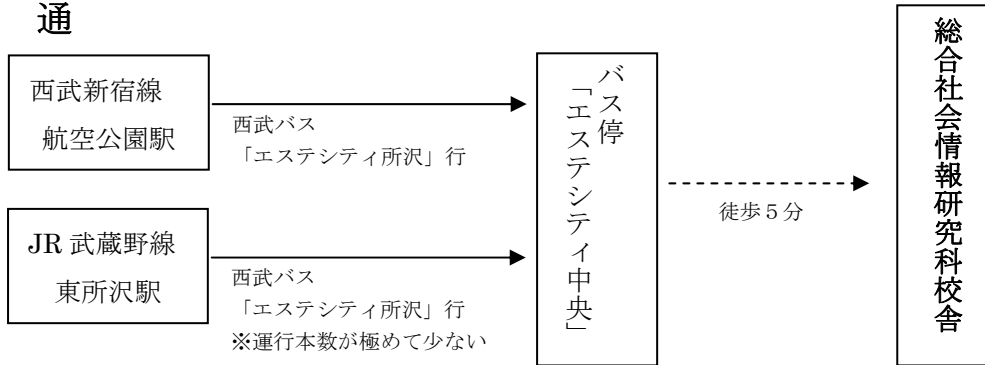 通
西武新宿線
航空公園駅
西武バス
「エステシティ所沢」行
JR 武蔵野線
東所沢駅
西武バス
「エステシティ所沢」行
※運行本数が極めて少ない
バス停
「エステシティ中央」
徒歩５分
総合社会情報研究科校舎